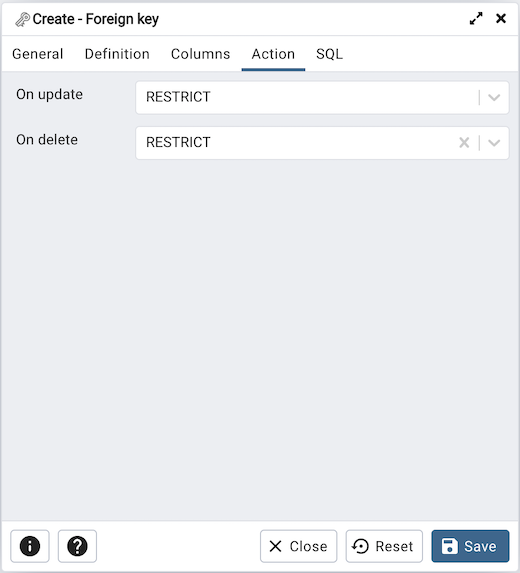 Create - Foreign key
General Definition Columns Action SQL
On update RESTRICT
On delete RESTRICT
Close Reset Save